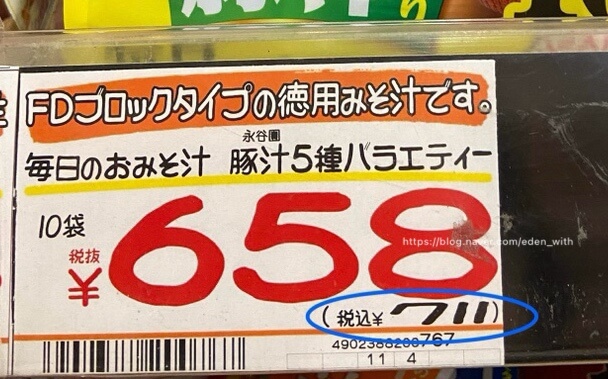 FDブロックタイプの徳用みそ汁です。
永谷園
毎日のおみそ汁 豚汁5種バラエティー
10袋
税抜
¥658
https://blog.naver.com/eden_with
(税込¥711)
4902388200767
11 4